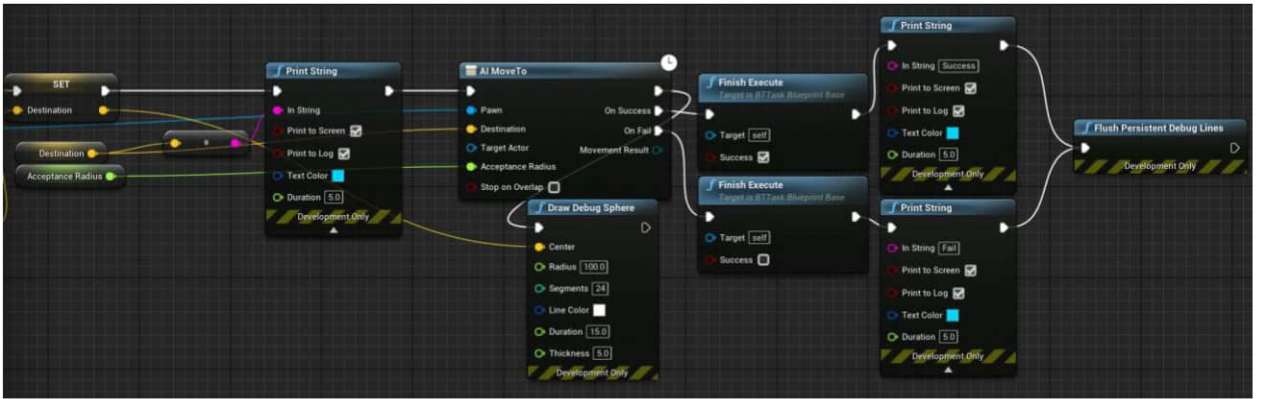 SET
Destination
Destination
Acceptance Radius
Print String
In String
Print to Screen
Print to Log
Text Color
Duration 5.0
Development Only
AI MoveTo
Pawn
Destination
Target Actor
Acceptance Radius
Stop on Overlap
On Success
On Fail
Movement Result
Draw Debug Sphere
Center
Radius 100.0
Segments 24
Line Color
Duration 15.0
Thickness 5.0
Development Only
Finish Execute
Target is BTTask Blueprint Base
Target self
Success
Finish Execute
Target is BTTask Blueprint Base
Target self
Success
Print String
In String Success
Print to Screen
Print to Log
Text Color
Duration 5.0
Development Only
Print String
In String Fail
Print to Screen
Print to Log
Text Color
Duration 5.0
Development Only
Flush Persistent Debug Lines
Development Only